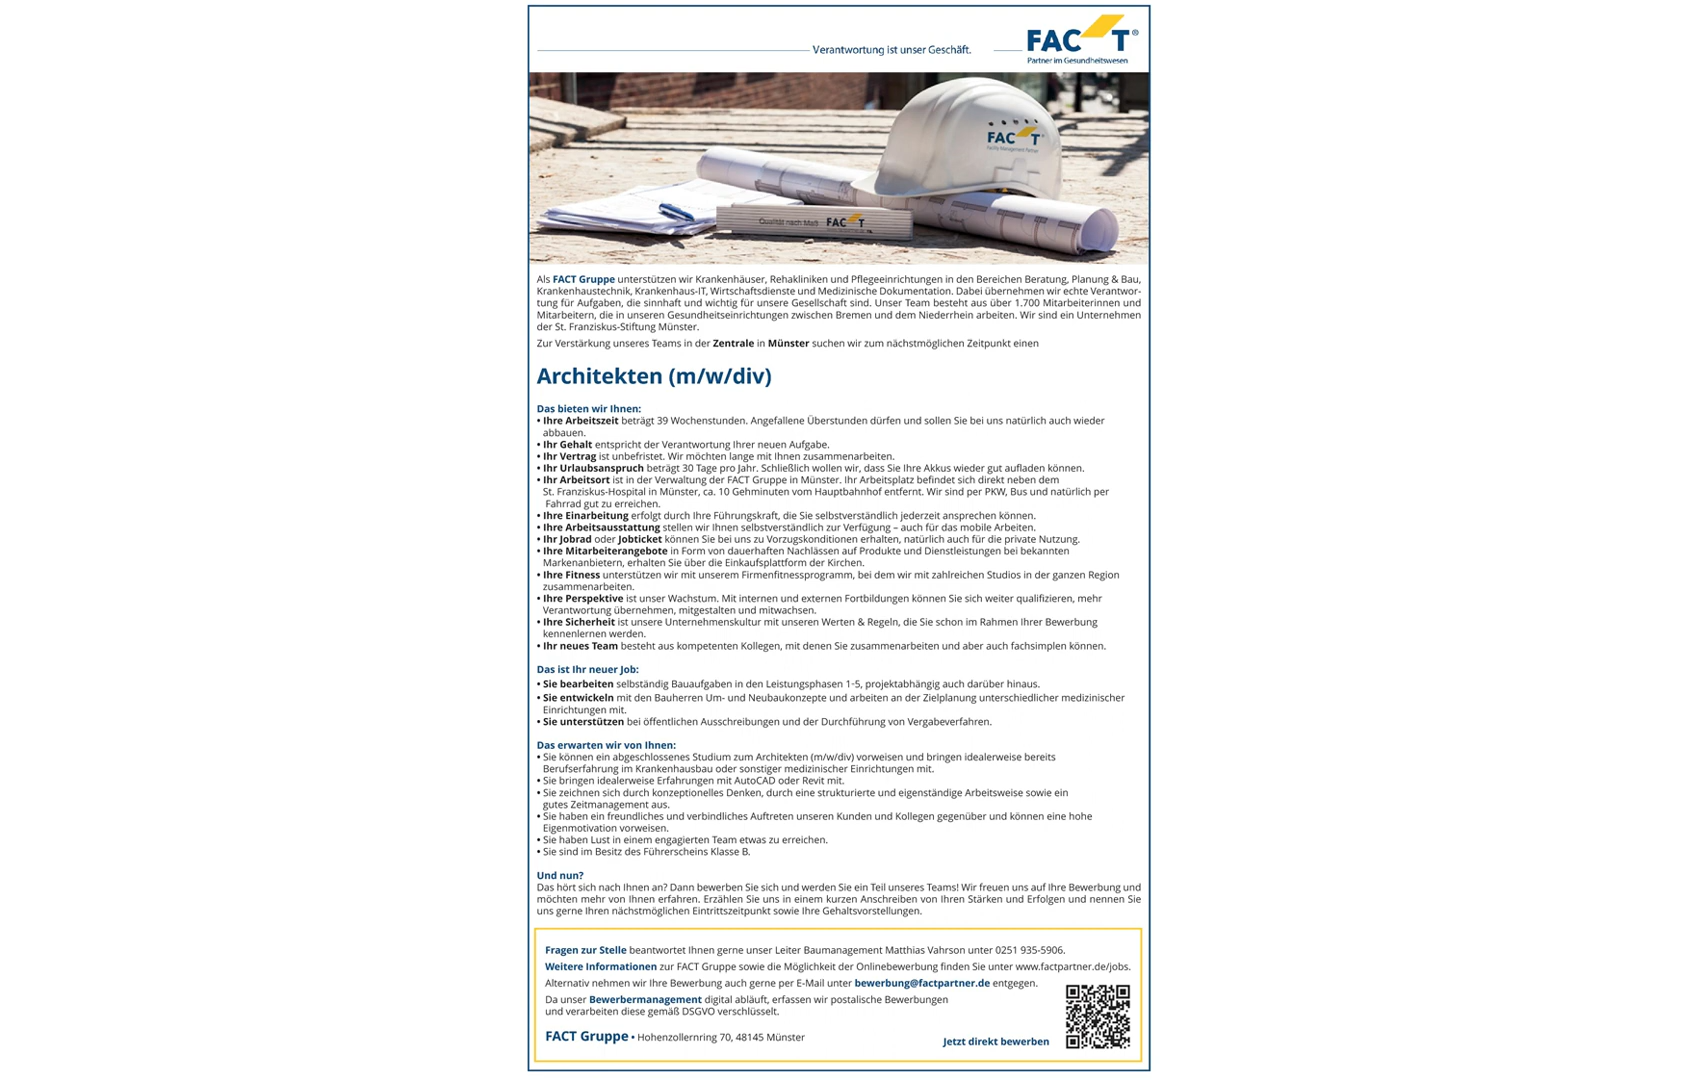 Verantwortung ist unser Geschäft.
FACT®
Partner im Gesundheitswesen
FACT®
Facility Management Partner
Qualität nach Maß FACT
Als FACT Gruppe unterstützen wir Krankenhäuser, Rehakliniken und Pflegeeinrichtungen in den Bereichen Beratung, Planung & Bau,
Krankenhaustechnik, Krankenhaus-IT, Wirtschaftsdienste und Medizinische Dokumentation. Dabei übernehmen wir echte Verantwor-
tung für Aufgaben, die sinnhaft und wichtig für unsere Gesellschaft sind. Unser Team besteht aus über 1.700 Mitarbeiterinnen und
Mitarbeitern, die in unseren Gesundheitseinrichtungen zwischen Bremen und dem Niederrhein arbeiten. Wir sind ein Unternehmen
der St. Franziskus-Stiftung Münster.
Zur Verstärkung unseres Teams in der Zentrale in Münster suchen wir zum nächstmöglichen Zeitpunkt einen
Architekten (m/w/div)
Das bieten wir Ihnen:
• Ihre Arbeitszeit beträgt 39 Wochenstunden. Angefallene Überstunden dürfen und sollen Sie bei uns natürlich auch wieder
abbauen.
• Ihr Gehalt entspricht der Verantwortung Ihrer neuen Aufgabe.
• Ihr Vertrag ist unbefristet. Wir möchten lange mit Ihnen zusammenarbeiten.
• Ihr Urlaubsanspruch beträgt 30 Tage pro Jahr. Schließlich wollen wir, dass Sie Ihre Akkus wieder gut aufladen können.
• Ihr Arbeitsort ist in der Verwaltung der FACT Gruppe in Münster. Ihr Arbeitsplatz befindet sich direkt neben dem
St. Franziskus-Hospital in Münster, ca. 10 Gehminuten vom Hauptbahnhof entfernt. Wir sind per PKW, Bus und natürlich per
Fahrrad gut zu erreichen.
• Ihre Einarbeitung erfolgt durch Ihre Führungskraft, die Sie selbstverständlich jederzeit ansprechen können.
• Ihre Arbeitsausstattung stellen wir Ihnen selbstverständlich zur Verfügung – auch für das mobile Arbeiten.
• Ihr Jobrad oder Jobticket können Sie bei uns zu Vorzugskonditionen erhalten, natürlich auch für die private Nutzung.
• Ihre Mitarbeiterangebote in Form von dauerhaften Nachlässen auf Produkte und Dienstleistungen bei bekannten
Markenanbietern, erhalten Sie über die Einkaufsplattform der Kirchen.
• Ihre Fitness unterstützen wir mit unserem Firmenfitnessprogramm, bei dem wir mit zahlreichen Studios in der ganzen Region
zusammenarbeiten.
• Ihre Perspektive ist unser Wachstum. Mit internen und externen Fortbildungen können Sie sich weiter qualifizieren, mehr
Verantwortung übernehmen, mitgestalten und mitwachsen.
• Ihre Sicherheit ist unsere Unternehmenskultur mit unseren Werten & Regeln, die Sie schon im Rahmen Ihrer Bewerbung
kennenlernen werden.
• Ihr neues Team besteht aus kompetenten Kollegen, mit denen Sie zusammenarbeiten und aber auch fachsimplen können.
Das ist Ihr neuer Job:
• Sie bearbeiten selbständig Bauaufgaben in den Leistungsphasen 1-5, projektabhängig auch darüber hinaus.
• Sie entwickeln mit den Bauherren Um- und Neubaukonzepte und arbeiten an der Zielplanung unterschiedlicher medizinischer
Einrichtungen mit.
• Sie unterstützen bei öffentlichen Ausschreibungen und der Durchführung von Vergabeverfahren.
Das erwarten wir von Ihnen:
• Sie können ein abgeschlossenes Studium zum Architekten (m/w/div) vorweisen und bringen idealerweise bereits
Berufserfahrung im Krankenhausbau oder sonstiger medizinischer Einrichtungen mit.
• Sie bringen idealerweise Erfahrungen mit AutoCAD oder Revit mit.
• Sie zeichnen sich durch konzeptionelles Denken, durch eine strukturierte und eigenständige Arbeitsweise sowie ein
gutes Zeitmanagement aus.
• Sie haben ein freundliches und verbindliches Auftreten unseren Kunden und Kollegen gegenüber und können eine hohe
Eigenmotivation vorweisen.
• Sie haben Lust in einem engagierten Team etwas zu erreichen.
• Sie sind im Besitz des Führerscheins Klasse B.
Und nun?
Das hört sich nach Ihnen an? Dann bewerben Sie sich und werden Sie ein Teil unseres Teams! Wir freuen uns auf Ihre Bewerbung und
möchten mehr von Ihnen erfahren. Erzählen Sie uns in einem kurzen Anschreiben von Ihren Stärken und Erfolgen und nennen Sie
uns gerne Ihren nächstmöglichen Eintrittszeitpunkt sowie Ihre Gehaltsvorstellungen.
Fragen zur Stelle beantwortet Ihnen gerne unser Leiter Baumanagement Matthias Vahrson unter 0251 935-5906.
Weitere Informationen zur FACT Gruppe sowie die Möglichkeit der Onlinebewerbung finden Sie unter www.factpartner.de/jobs.
Alternativ nehmen wir Ihre Bewerbung auch gerne per E-Mail unter bewerbung@factpartner.de entgegen.
Da unser Bewerbermanagement digital abläuft, erfassen wir postalische Bewerbungen
und verarbeiten diese gemäß DSGVO verschlüsselt.
FACT Gruppe • Hohenzollernring 70, 48145 Münster
Jetzt direkt bewerben